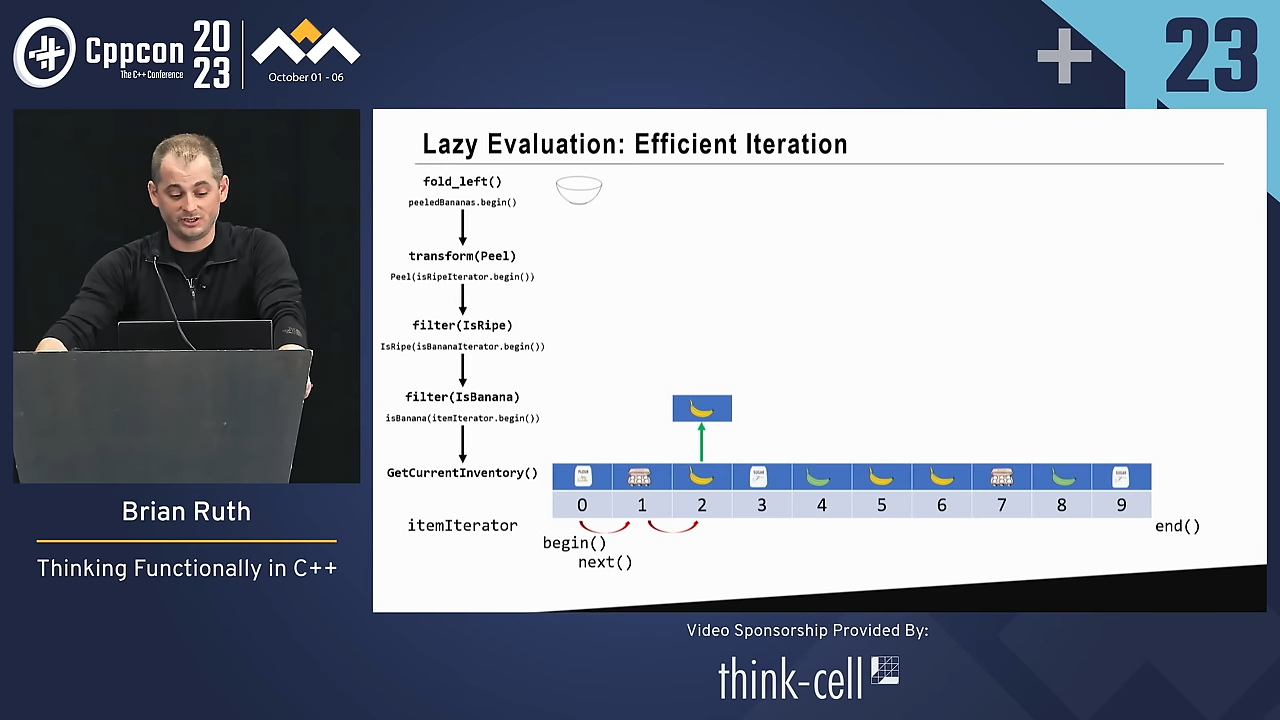 Cppcon
The C++ Conference
20
23
October 01 - 06
23
Lazy Evaluation: Efficient Iteration
fold_left()
peeledBananas.begin()
transform(Peel)
Peel(isRipeIterator.begin())
filter(IsRipe)
IsRipe(isBananaIterator.begin())
filter(IsBanana)
isBanana(itemIterator.begin())
GetCurrentInventory()
FLOUR
SUGAR
SUGAR
0 1 2 3 4 5 6 7 8 9
itemIterator
end()
begin()
next()
Brian Ruth
Thinking Functionally in C++
Video Sponsorship Provided By:
think-cell